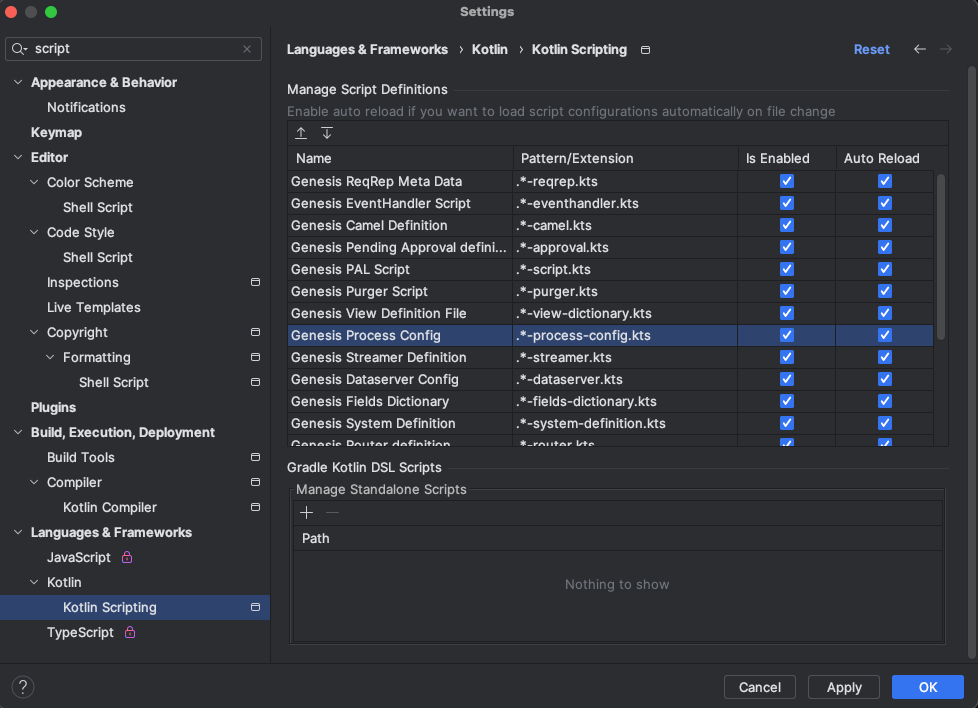 Settings
script
Appearance & Behavior
Notifications
Keymap
Editor
Color Scheme
Shell Script
Code Style
Shell Script
Inspections
Live Templates
Copyright
Formatting
Shell Script
Plugins
Build, Execution, Deployment
Build Tools
Compiler
Kotlin Compiler
Languages & Frameworks
JavaScript
Kotlin
Kotlin Scripting
TypeScript
Languages & Frameworks › Kotlin › Kotlin Scripting
Reset
Manage Script Definitions
Enable auto reload if you want to load script configurations automatically on file change
Name Pattern/Extension Is Enabled Auto Reload
Genesis ReqRep Meta Data .*-reqrep.kts
Genesis EventHandler Script .*-eventhandler.kts
Genesis Camel Definition .*-camel.kts
Genesis Pending Approval defini... .*-approval.kts
Genesis PAL Script .*-script.kts
Genesis Purger Script .*-purger.kts
Genesis View Definition File .*-view-dictionary.kts
Genesis Process Config .*-process-config.kts
Genesis Streamer Definition .*-streamer.kts
Genesis Dataserver Config .*-dataserver.kts
Genesis Fields Dictionary .*-fields-dictionary.kts
Genesis System Definition .*-system-definition.kts
Genesis Router definition .*-router.kts
Gradle Kotlin DSL Scripts
Manage Standalone Scripts
Path
Nothing to show
? Cancel Apply OK